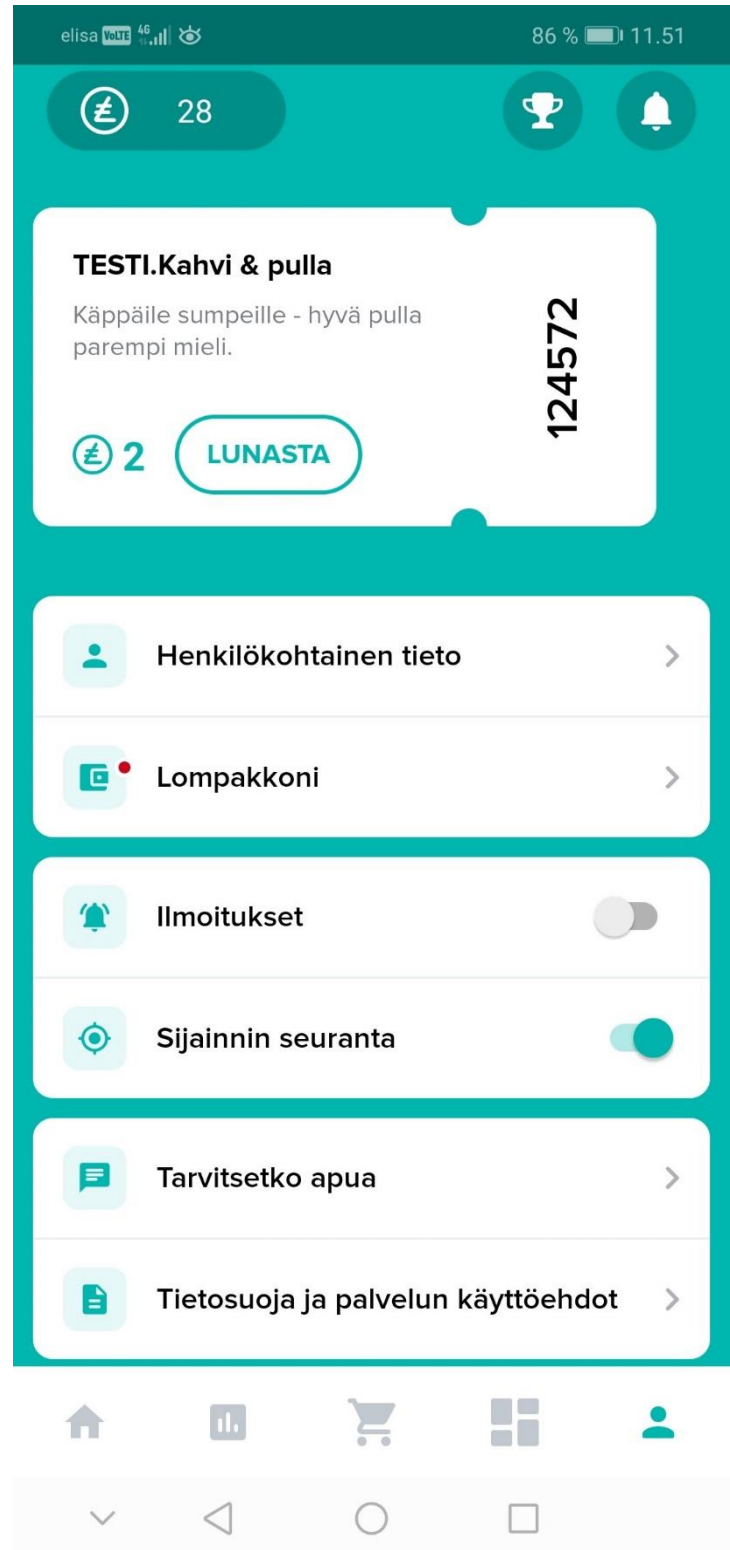 elisa VoLTE 4G 86 % 11.51
28
TESTI.Kahvi & pulla
Käppäile sumpeille - hyvä pulla
parempi mieli.
124572
2 LUNASTA
Henkilökohtainen tieto
Lompakkoni
Ilmoitukset
Sijainnin seuranta
Tarvitsetko apua
Tietosuoja ja palvelun käyttöehdot